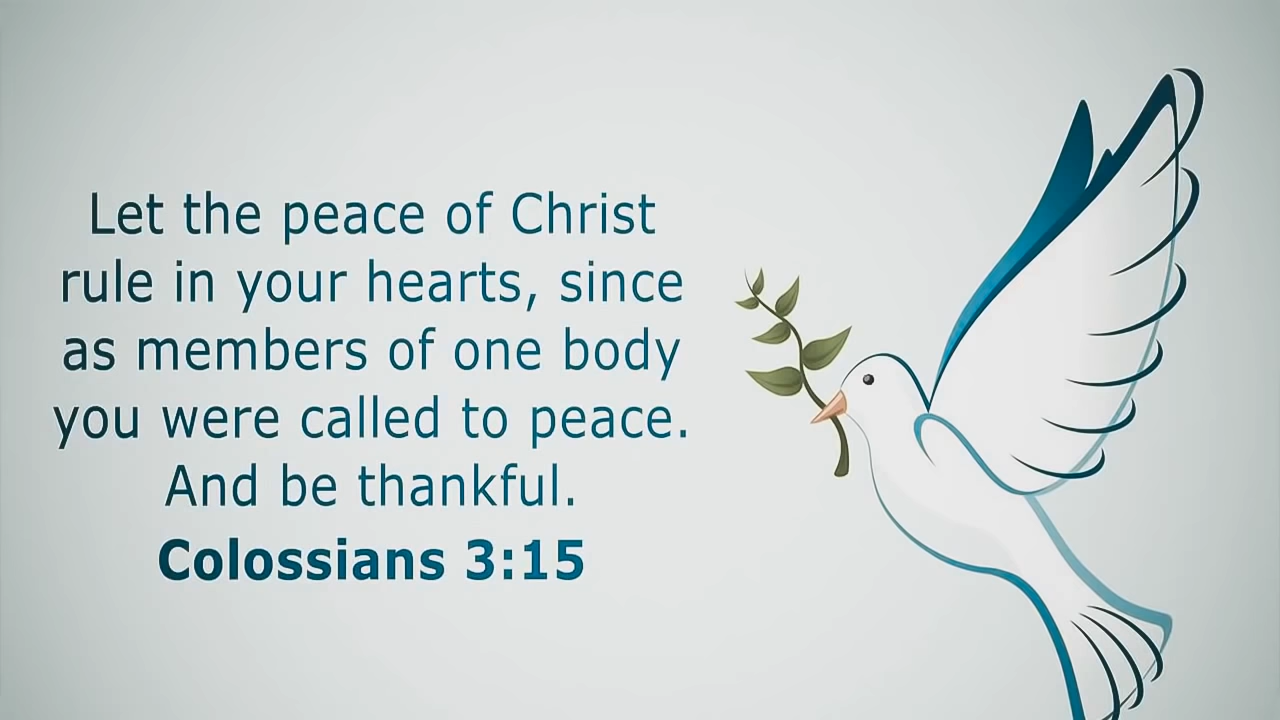 Let the peace of Christ
rule in your hearts, since
as members of one body
you were called to peace.
And be thankful.
Colossians 3:15